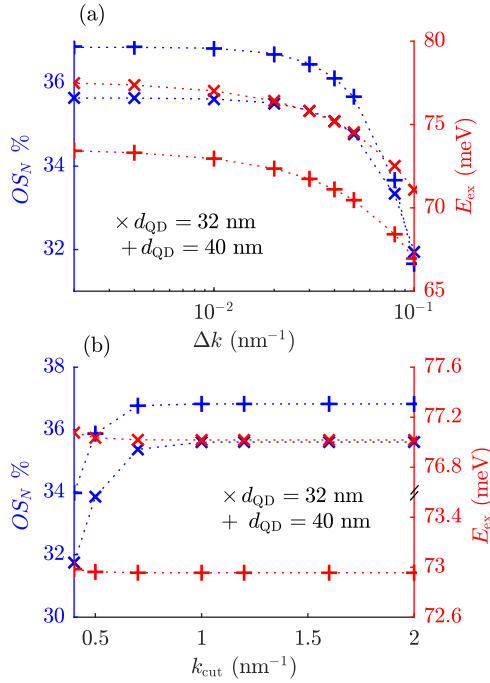 (a)
80
36
75
34
70
32
65
OS_N %
E_ex (meV)
× d_QD = 32 nm
+ d_QD = 40 nm
10^-2
10^-1
Δk (nm^-1)
(b)
38
77.6
36
77.2
76.8
34
73.4
32
73
30
72.6
OS_N %
E_ex (meV)
× d_QD = 32 nm
+ d_QD = 40 nm
0.5
1
1.5
2
k_cut (nm^-1)